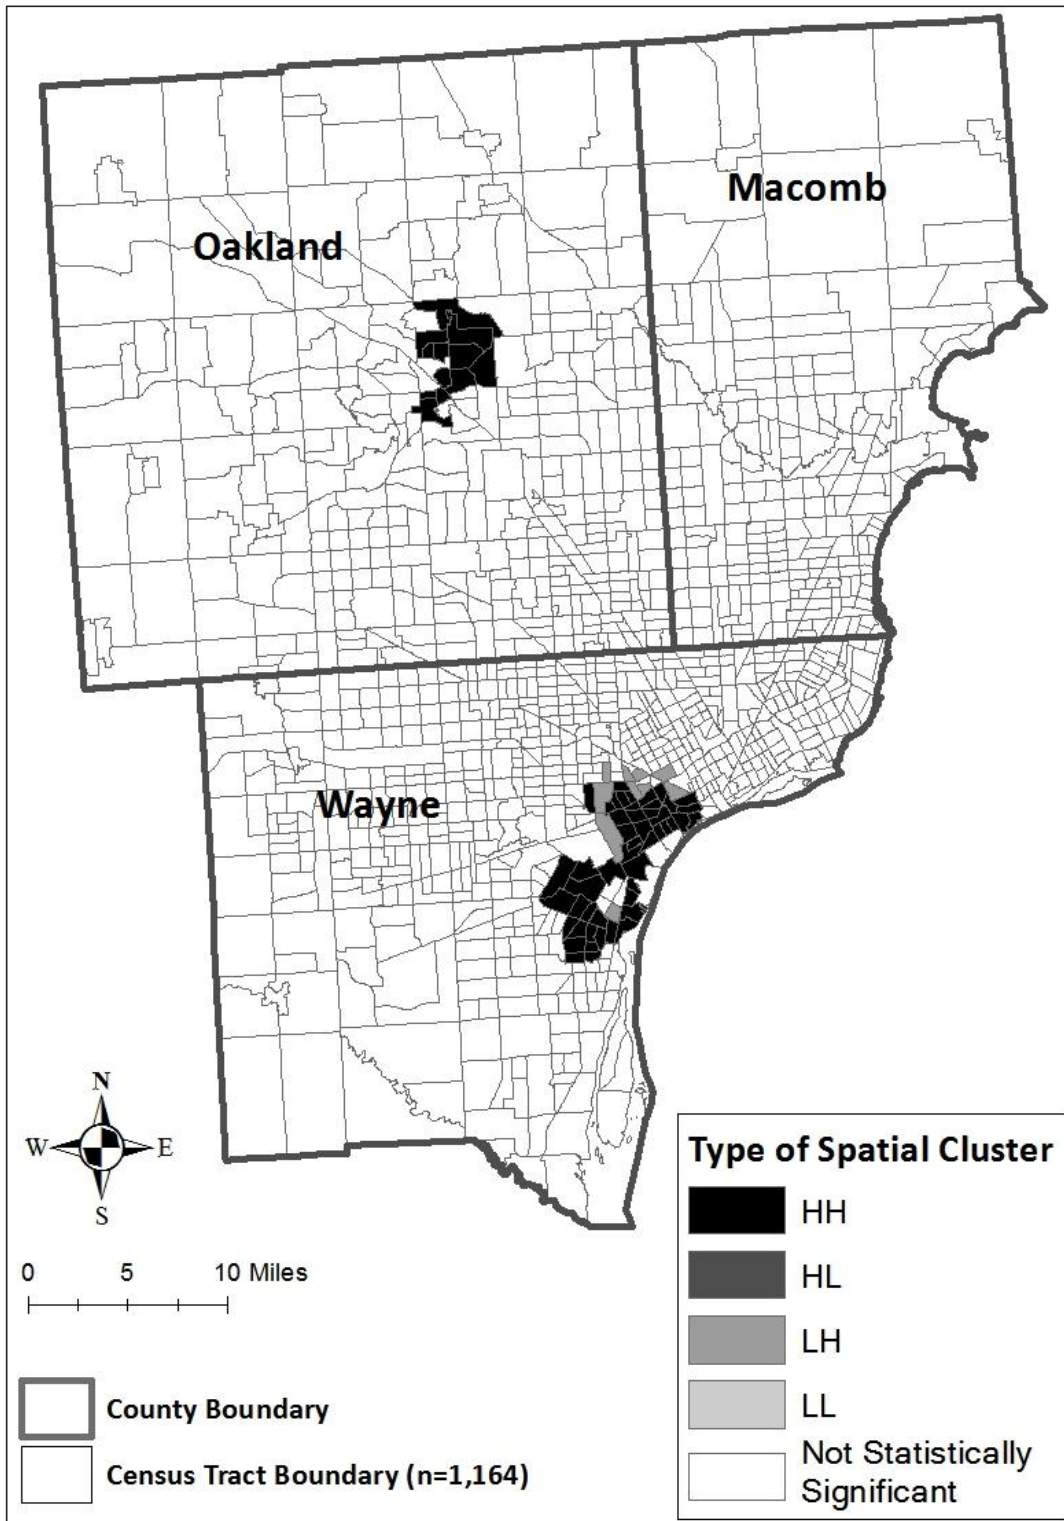 Macomb
Oakland
Wayne
N
W E
S
0 5 10 Miles
County Boundary
Census Tract Boundary (n=1,164)
Type of Spatial Cluster
HH
HL
LH
LL
Not Statistically
Significant